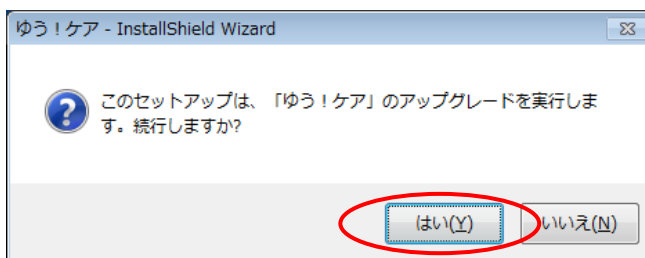 ゆう！ケア - InstallShield Wizard
このセットアップは、「ゆう！ケア」のアップグレードを実行しま
す。続行しますか?
はい(Y)
いいえ(N)